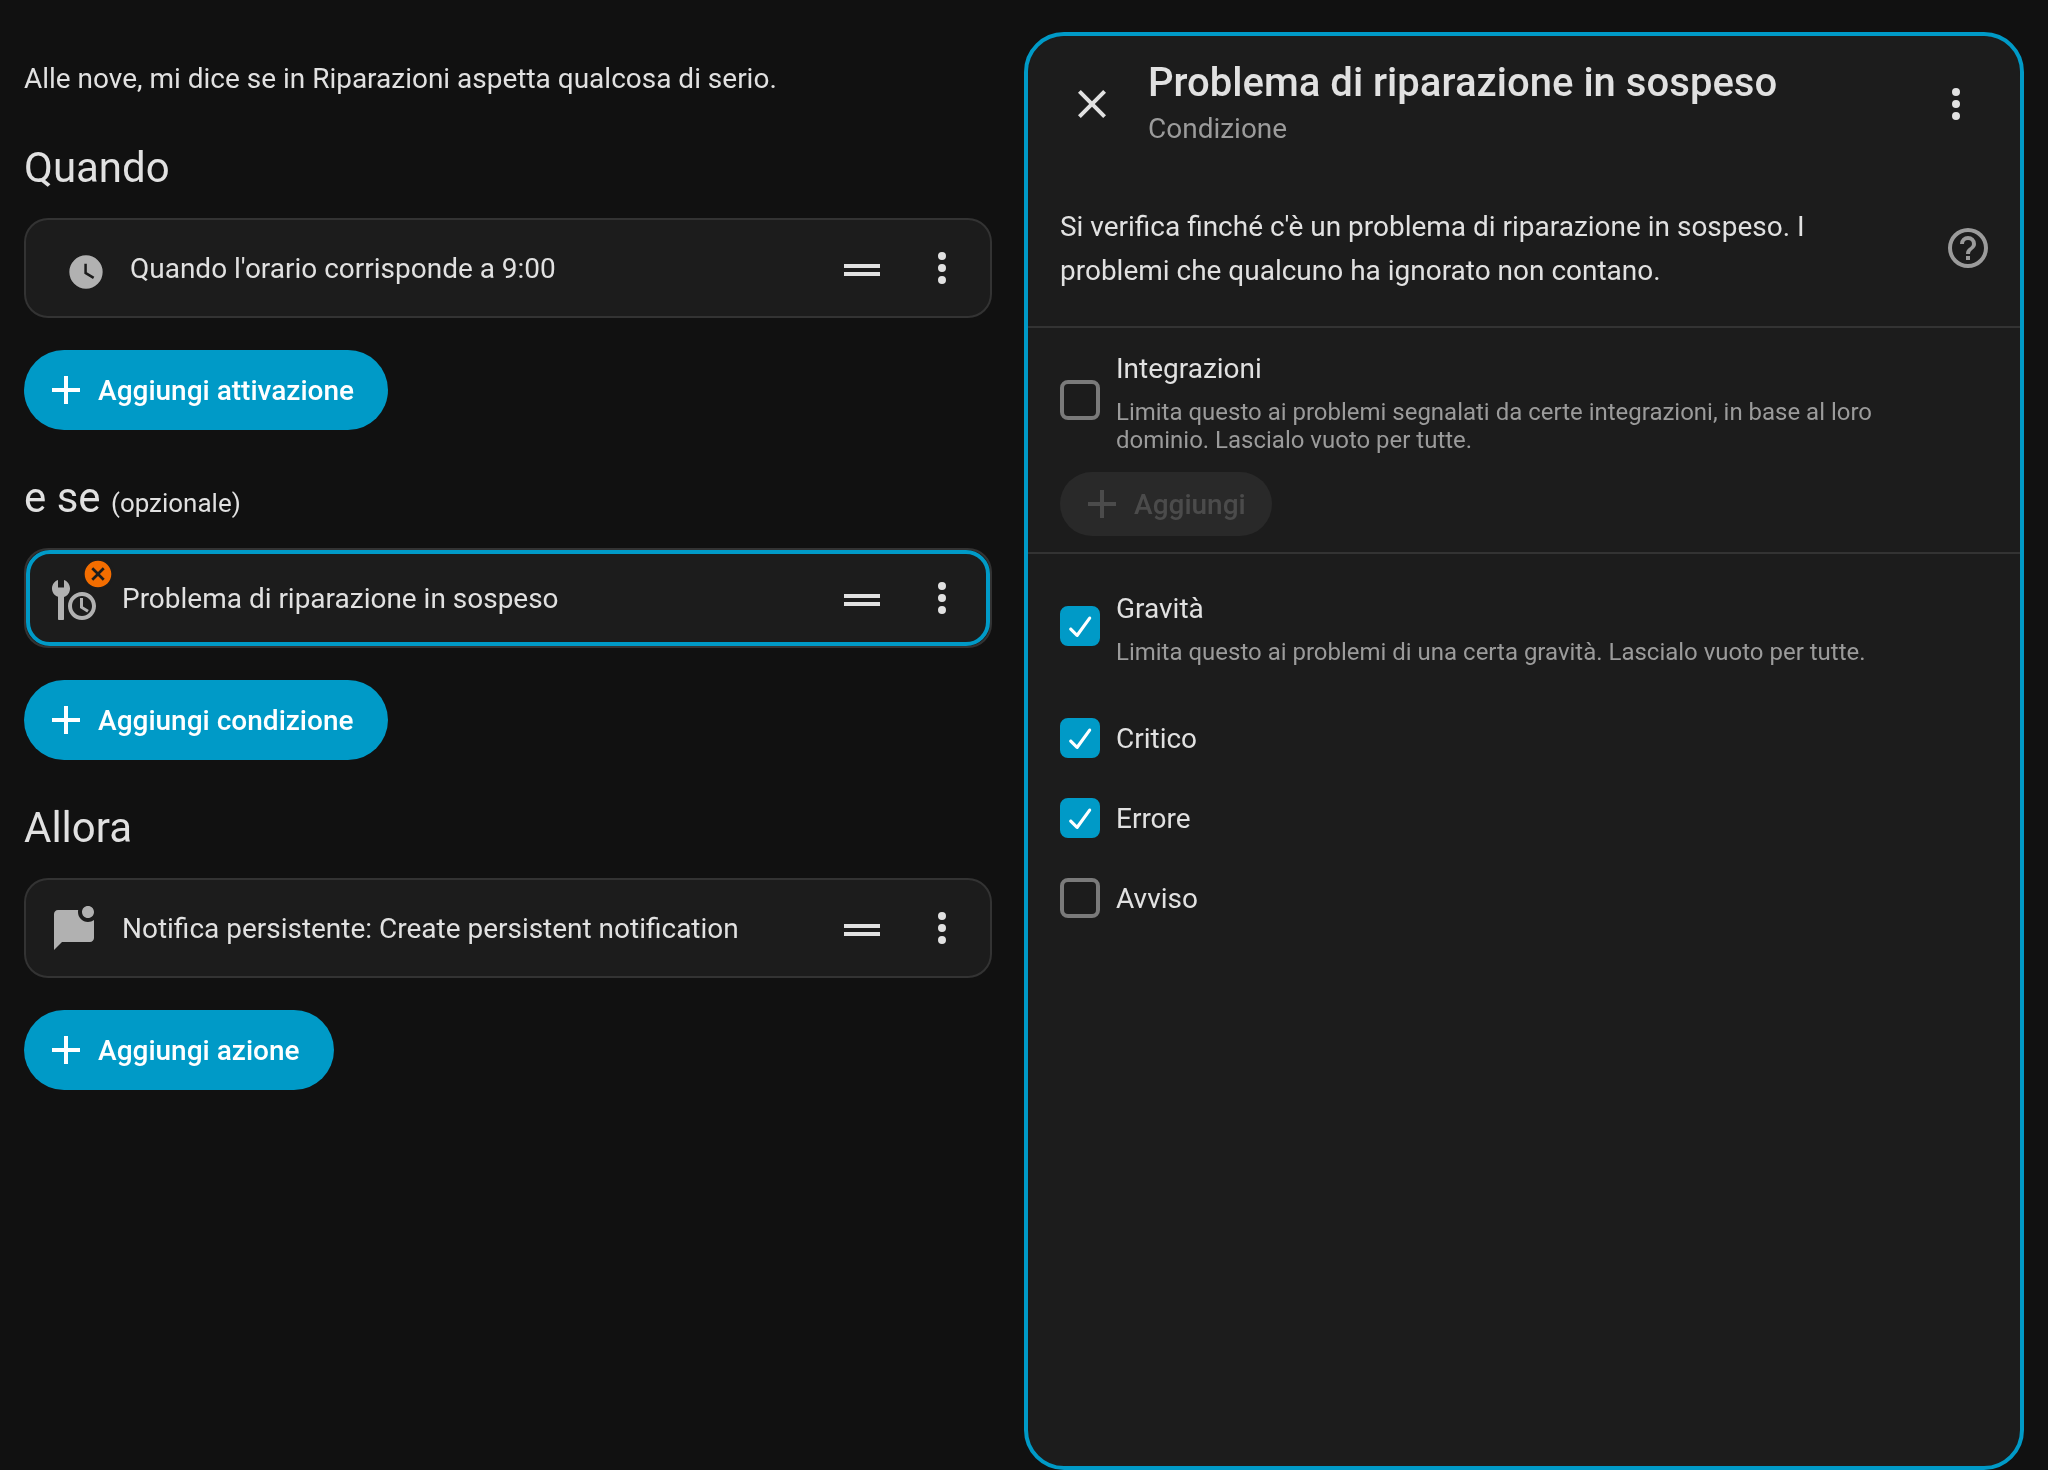 Alle nove, mi dice se in Riparazioni aspetta qualcosa di serio.
Quando
Quando l'orario corrisponde a 9:00
Aggiungi attivazione
e se (opzionale)
Problema di riparazione in sospeso
Aggiungi condizione
Allora
Notifica persistente: Create persistent notification
Aggiungi azione
Problema di riparazione in sospeso
Condizione
Si verifica finché c'è un problema di riparazione in sospeso. I
problemi che qualcuno ha ignorato non contano.
Integrazioni
Limita questo ai problemi segnalati da certe integrazioni, in base al loro
dominio. Lascialo vuoto per tutte.
Aggiungi
Gravità
Limita questo ai problemi di una certa gravità. Lascialo vuoto per tutte.
Critico
Errore
Avviso